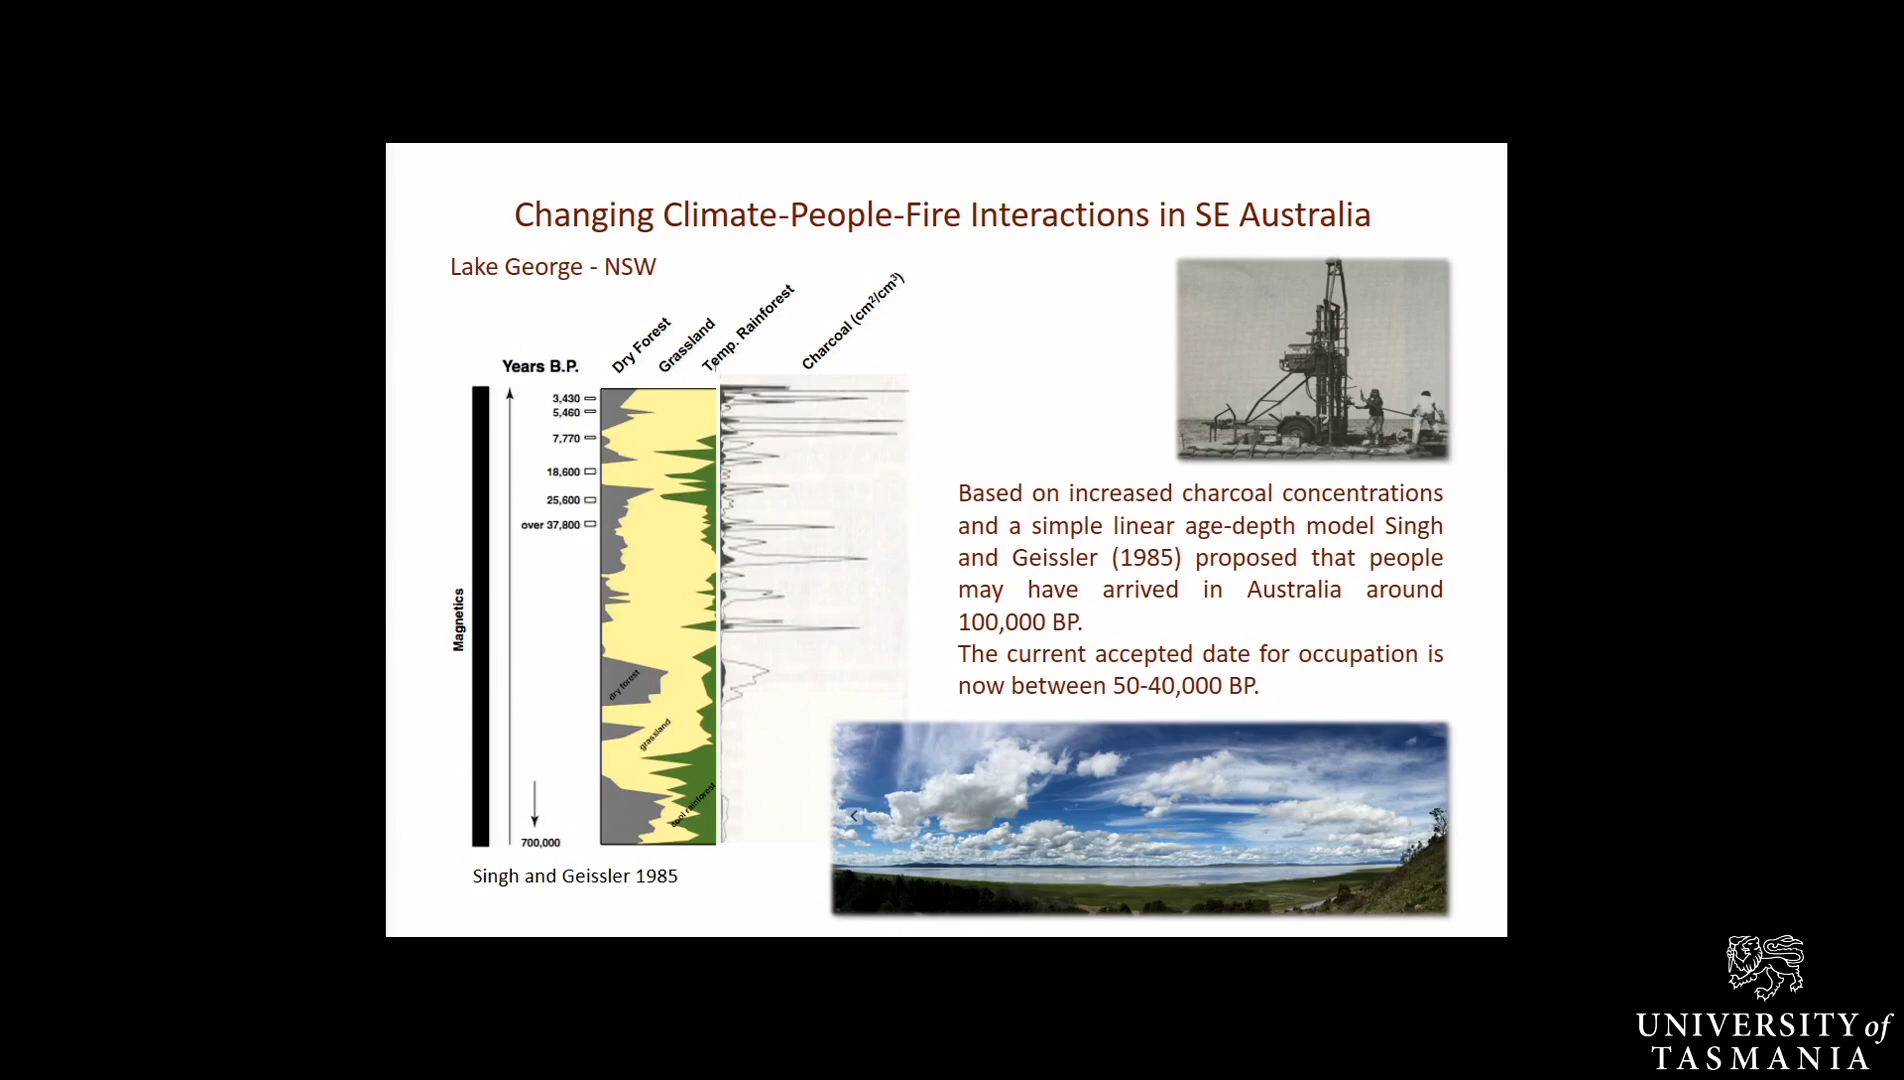 Changing Climate-People-Fire Interactions in SE Australia
Lake George - NSW
Dry Forest
Grassland
Temp. Rainforest
Charcoal (cm²/cm³)
Years B.P.
3,430
5,460
7,770
18,600
25,600
over 37,800
Magnetics
dry forest
grassland
cool rainforest
700,000
Singh and Geissler 1985
Based on increased charcoal concentrations
and a simple linear age-depth model Singh
and Geissler (1985) proposed that people
may have arrived in Australia around
100,000 BP.
The current accepted date for occupation is
now between 50-40,000 BP.
UNIVERSITY of
TASMANIA